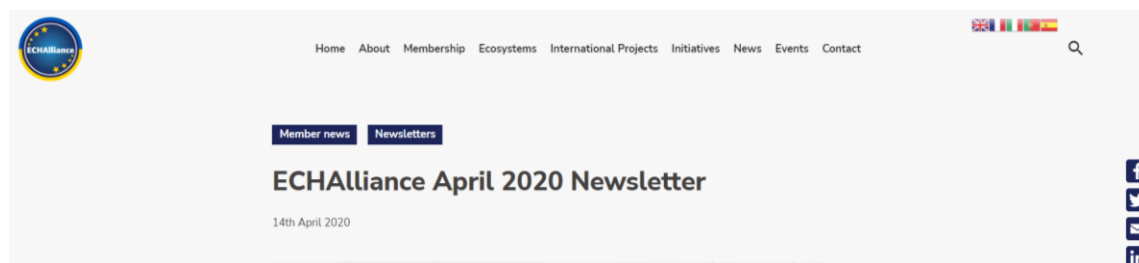 ECHAlliance
Home About Membership Ecosystems International Projects Initiatives News Events Contact
Member news Newsletters
ECHAlliance April 2020 Newsletter
14th April 2020